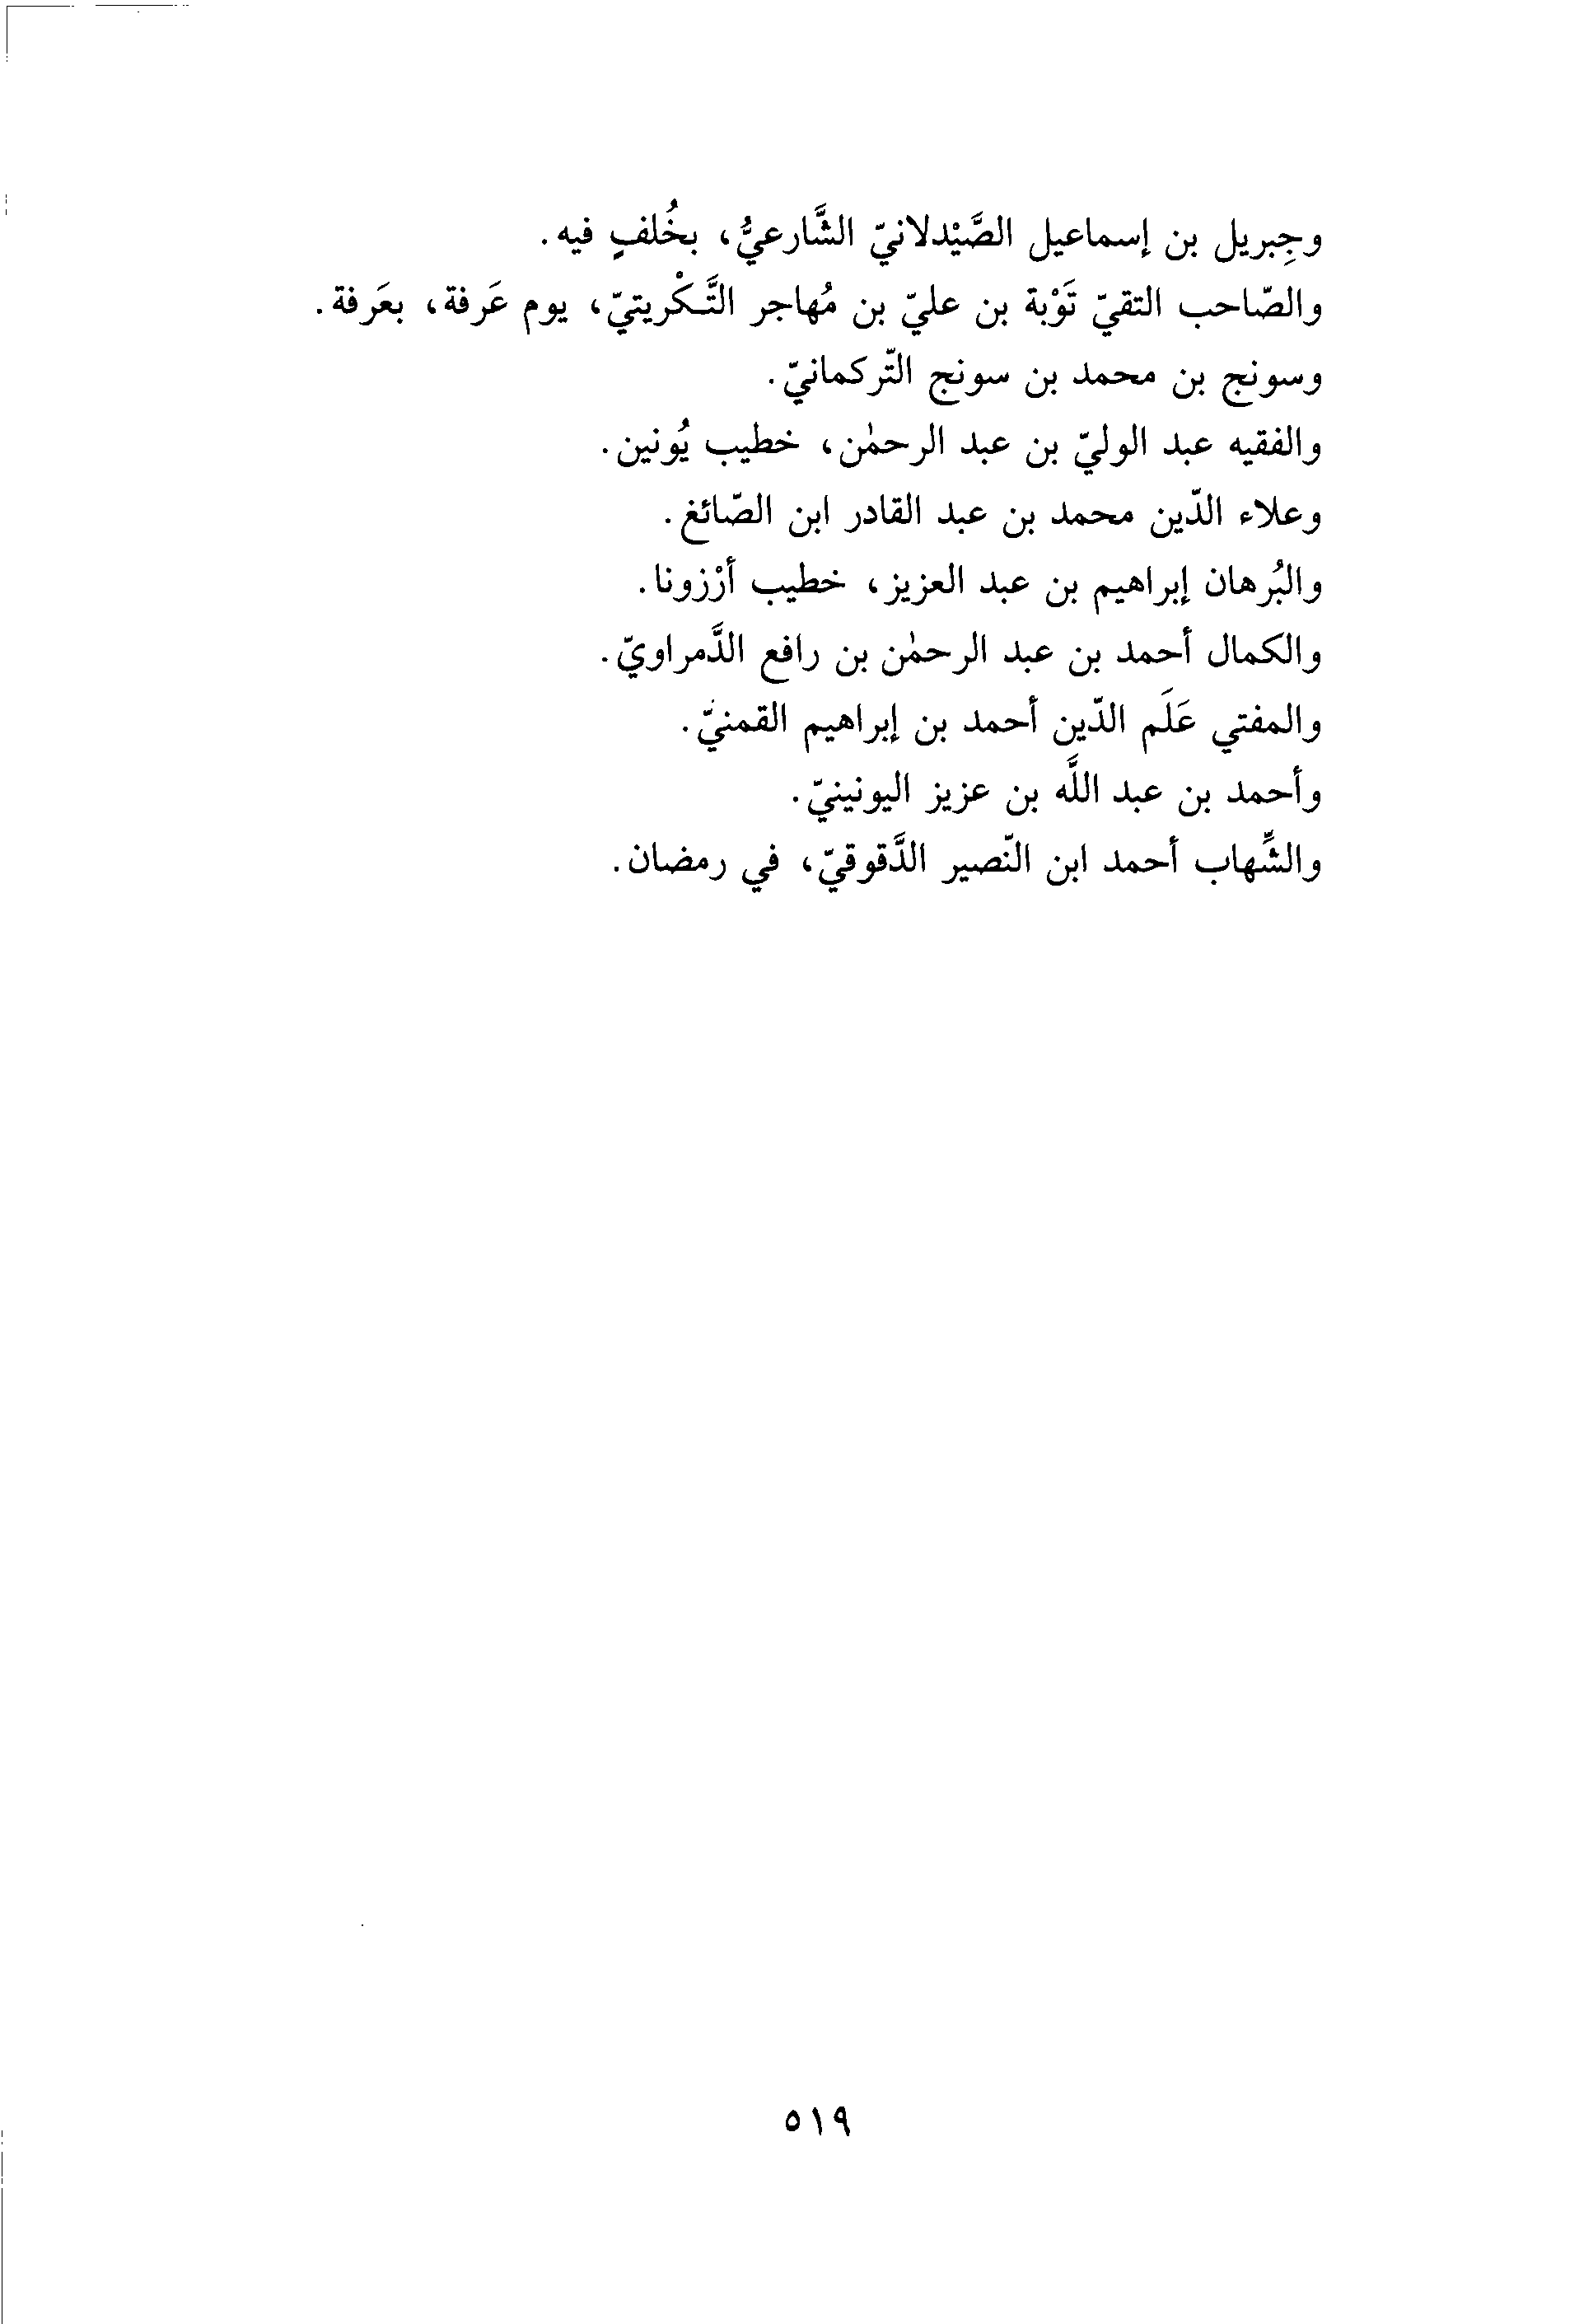 وجِبريل بن إسماعيل الصَّيْدلانيّ الشَّارعيُّ، بخُلفٍ فيه.
والصّاحب التقيّ تَوْبة بن عليّ بن مُهاجر التَّكْريتيّ، يوم عَرفة، بعَرفة.
وسونج بن محمد بن سونج التّركمانيّ.
والفقيه عبد الوليّ بن عبد الرحمٰن، خطيب يُونين.
وعلاء الدّين محمد بن عبد القادر ابن الصّائغ.
والبُرهان إبراهيم بن عبد العزيز، خطيب أرْزونا.
والكمال أحمد بن عبد الرحمٰن بن رافع الدَّمراويّ.
والمفتي عَلَم الدّين أحمد بن إبراهيم القمنيّ.
وأحمد بن عبد اللَّه بن عزيز اليونينيّ.
والشِّهاب أحمد ابن النّصير الدَّقوقيّ، في رمضان.
٥١٩